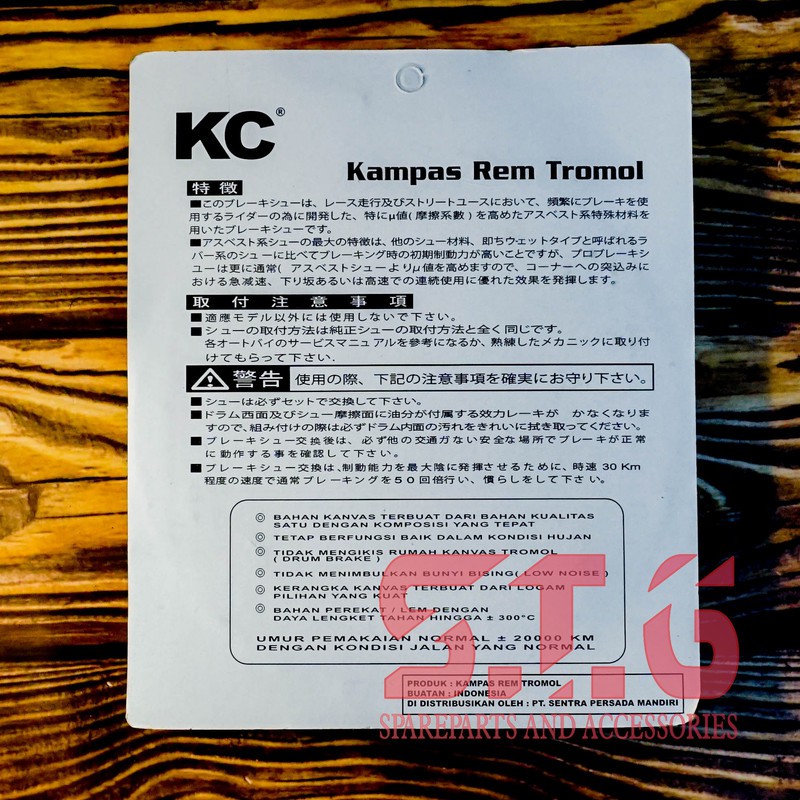 KC®
Kampas Rem Tromol
特徴
■このブレーキシューは、レース走行及びストリートユースにおいて、頻繁にブレーキを使
用するライダーの為に開発した、特にμ値(摩擦系數)を高めたアスベスト系特殊材料を
用いたブレーキシューです。
■アスベスト系シューの最大の特徴は、他のシュー材料、即ちウェットタイプと呼ばれるラ
バー系のシューに比べてブレーキング時の初期制動力が高いことですが、プロブレーキシ
ューは更に通常( アスベストシューよりμ値を高めますので、コーナーへの突込みに
おける急減速、下り坂あるいは高速での連続使用に優れた効果を発揮します。
取付注意事項
■適應モデル以外には使用しないで下さい。
■シューの取付方法は純正シューの取付方法と全く同じです。
各オートバイのサービスマニュアルを参考になるか、熟練したメカニックに取り付
けてもらって下さい.
警告 使用の際、下記の注意事項を確実にお守り下さい。
■シューは必ずセットで交換して下さい。
■ドラム西面及びシュー摩擦面に油分が付属する效力レーキが かなくなりま
すので、組み付けの際は必ずドラム内面の汚れをきれいに拭き取ってください。
■ブレーキシュー交換後は、必ず他の交通ガない安全な場所でブレーキが正常
に動作する事を確認して下さい。
■ブレーキシュー交換は、制動能力を最大陰に発揮させるために、時速 30 Km
程度の速度で通常ブレーキングを50回倍行い、慣らしをして下さい。
◎ BAHAN KANVAS TERBUAT DARI BAHAN KUALITAS
SATU DENGAN KOMPOSISI YANG TEPAT
◎ TETAP BERFUNGSI BAIK DALAM KONDISI HUJAN
◎ TIDAK MENGIKIS RUMAH KANVAS TROMOL
( DRUM BRAKE )
◎ TIDAK MENIMBULKAN BUNYI BISING( LOW NOISE )
◎ KERANGKA KANVAS TERBUAT DARI LOGAM
PILIHAN YANG KUAT
◎ BAHAN PEREKAT / LEM DENGAN
DAYA LENGKET TAHAN HINGGA ± 300°C
UMUR PEMAKAIAN NORMAL ± 20000 KM
DENGAN KONDISI JALAN YANG NORMAL
S.T.6
PRODUK : KAMPAS REM TROMOL
BUATAN : INDONESIA
DI DISTRIBUSIKAN OLEH : PT. SENTRA PERSADA MANDIRI
SPAREPARTS AND ACCESSORIES